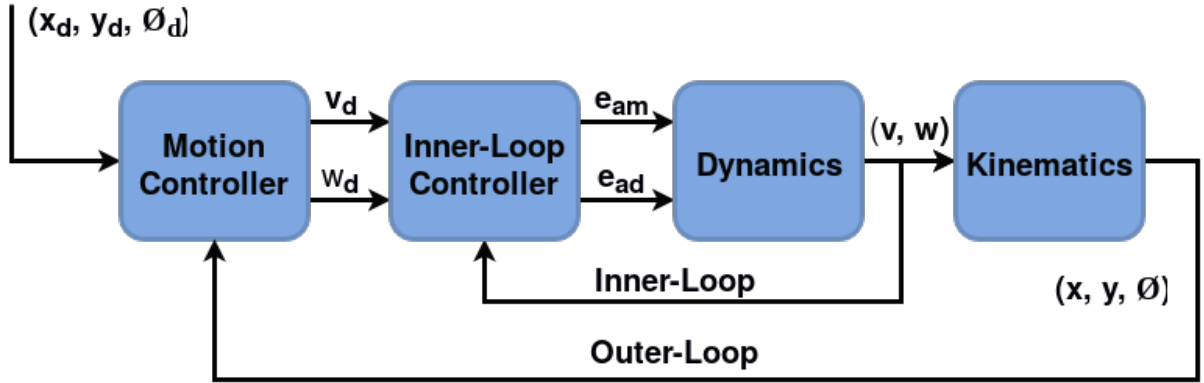 (xd, yd, Ød)
Motion
Controller
vd
wd
Inner-Loop
Controller
eam
ead
Dynamics
(v, w)
Kinematics
Inner-Loop
(x, y, Ø)
Outer-Loop